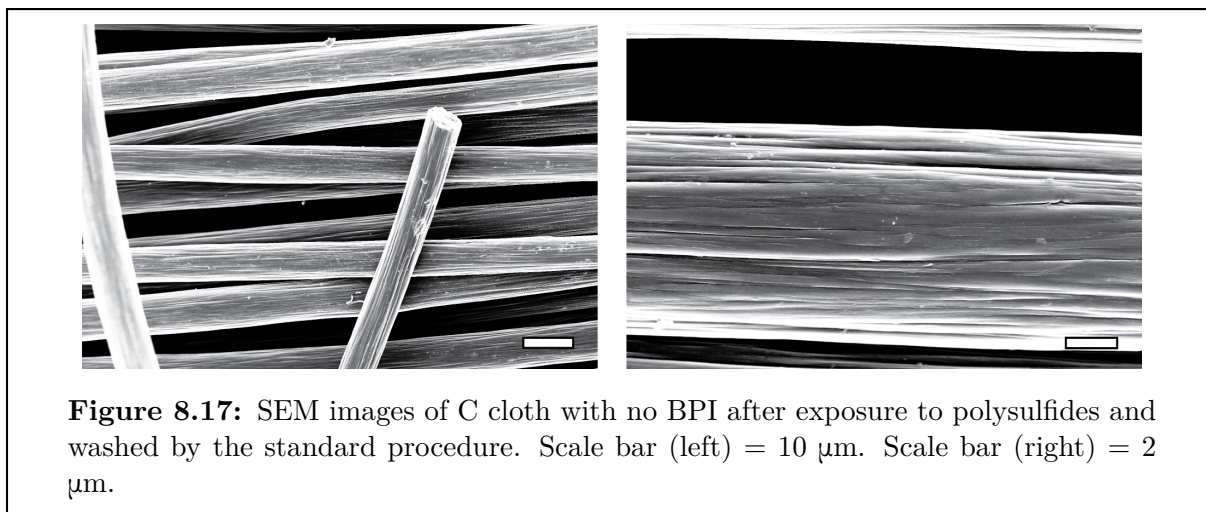 Figure 8.17: SEM images of C cloth with no BPI after exposure to polysulfides and
washed by the standard procedure. Scale bar (left) = 10 μm. Scale bar (right) = 2
μm.